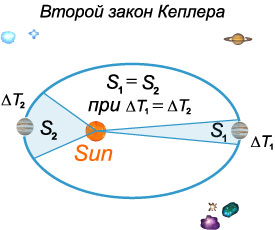 Второй закон Кеплера
S₁ = S₂
при ΔT₁ = ΔT₂
ΔT₂
S₂
S₁
ΔT₁
Sun